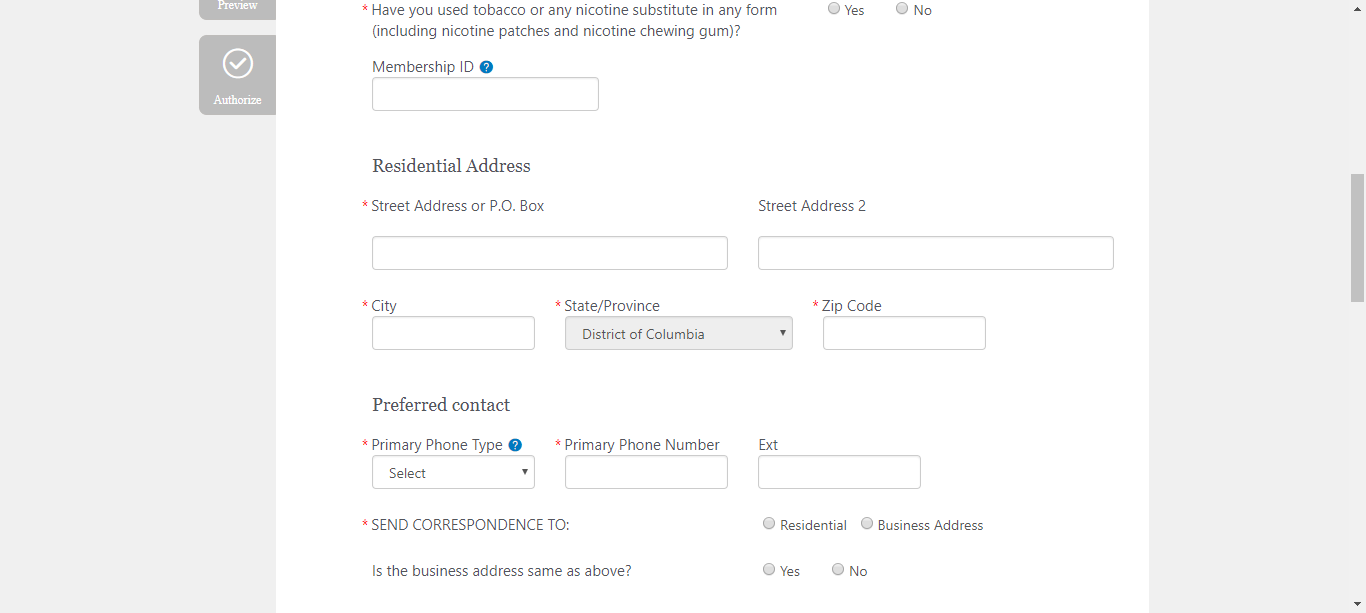 Preview
* Have you used tobacco or any nicotine substitute in any form Yes No
(including nicotine patches and nicotine chewing gum)?
Membership ID ?
Authorize
Residential Address
* Street Address or P.O. Box Street Address 2
* City * State/Province * Zip Code
District of Columbia
Preferred contact
* Primary Phone Type ? * Primary Phone Number Ext
Select
* SEND CORRESPONDENCE TO: Residential Business Address
Is the business address same as above? Yes No